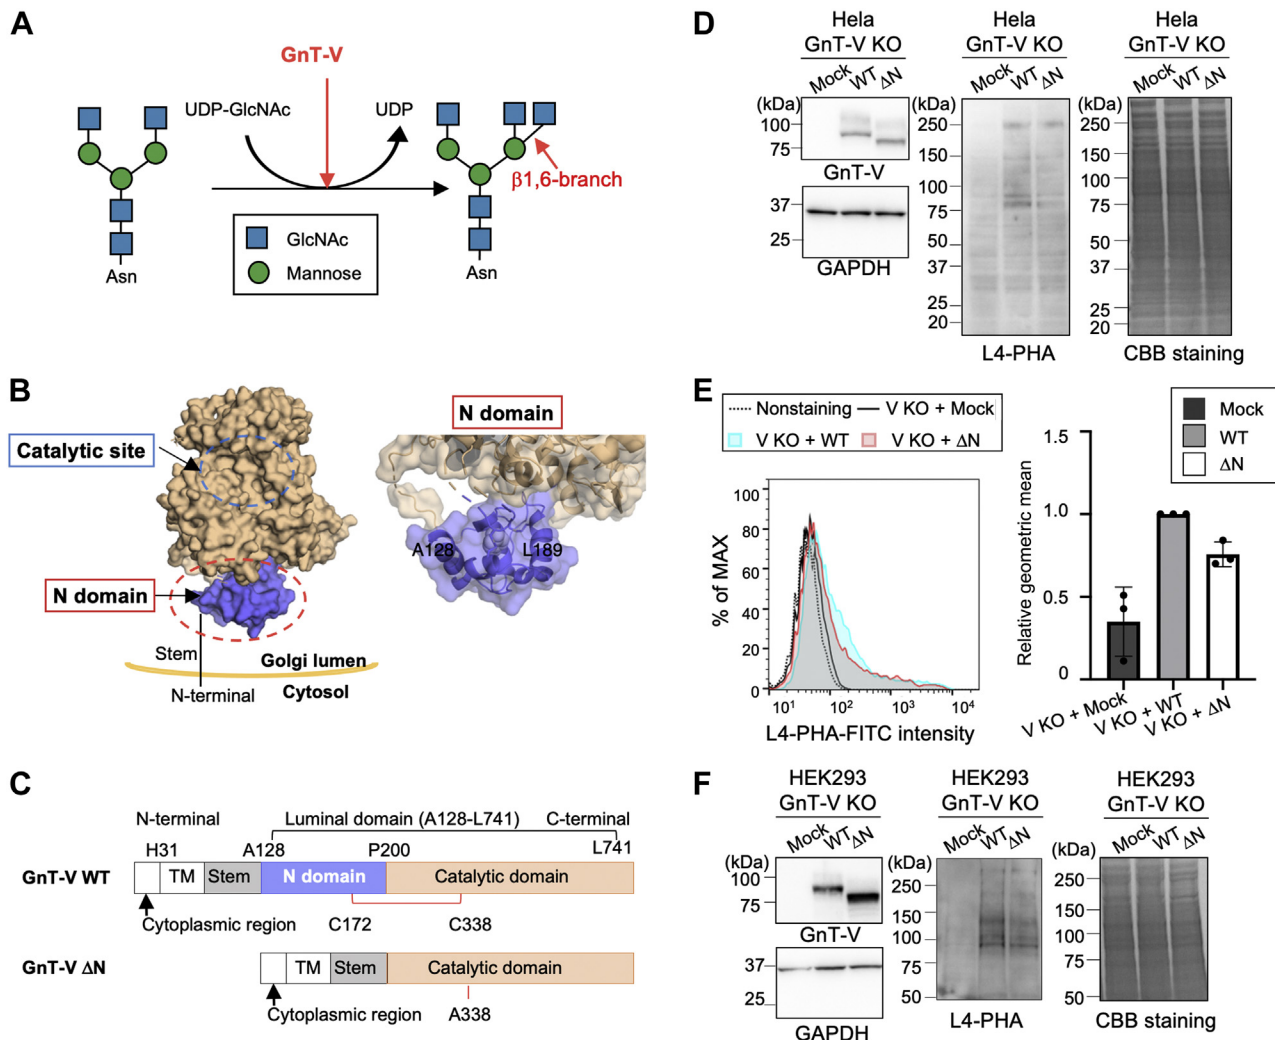 A
GnT-V
UDP-GlcNAc
UDP
β1,6-branch
GlcNAc
Mannose
Asn
Asn
B
Catalytic site
N domain
Stem
N-terminal
Golgi lumen
Cytosol
N domain
A128
L189
C
N-terminal
Luminal domain (A128-L741)
C-terminal
H31
A128
P200
L741
GnT-V WT
TM
Stem
N domain
Catalytic domain
Cytoplasmic region
C172
C338
GnT-V ΔN
TM
Stem
Catalytic domain
Cytoplasmic region
A338
D
Hela
GnT-V KO
Mock
WT
ΔN
(kDa)
100
75
GnT-V
37
25
GAPDH
Hela
GnT-V KO
Mock
WT
ΔN
(kDa)
250
150
100
75
50
37
25
20
L4-PHA
Hela
GnT-V KO
Mock
WT
ΔN
(kDa)
250
150
100
75
50
37
25
20
CBB staining
E
Nonstaining
V KO + Mock
V KO + WT
V KO + ΔN
% of MAX
100
80
60
40
20
0
10¹
10²
10³
10⁴
L4-PHA-FITC intensity
Mock
WT
ΔN
Relative geometric mean
1.5
1.0
0.5
0
V KO + Mock
V KO + WT
V KO + ΔN
F
HEK293
GnT-V KO
Mock
WT
ΔN
(kDa)
100
75
GnT-V
37
25
GAPDH
HEK293
GnT-V KO
Mock
WT
ΔN
(kDa)
250
150
100
75
50
L4-PHA
HEK293
GnT-V KO
Mock
WT
ΔN
(kDa)
250
150
100
75
50
CBB staining